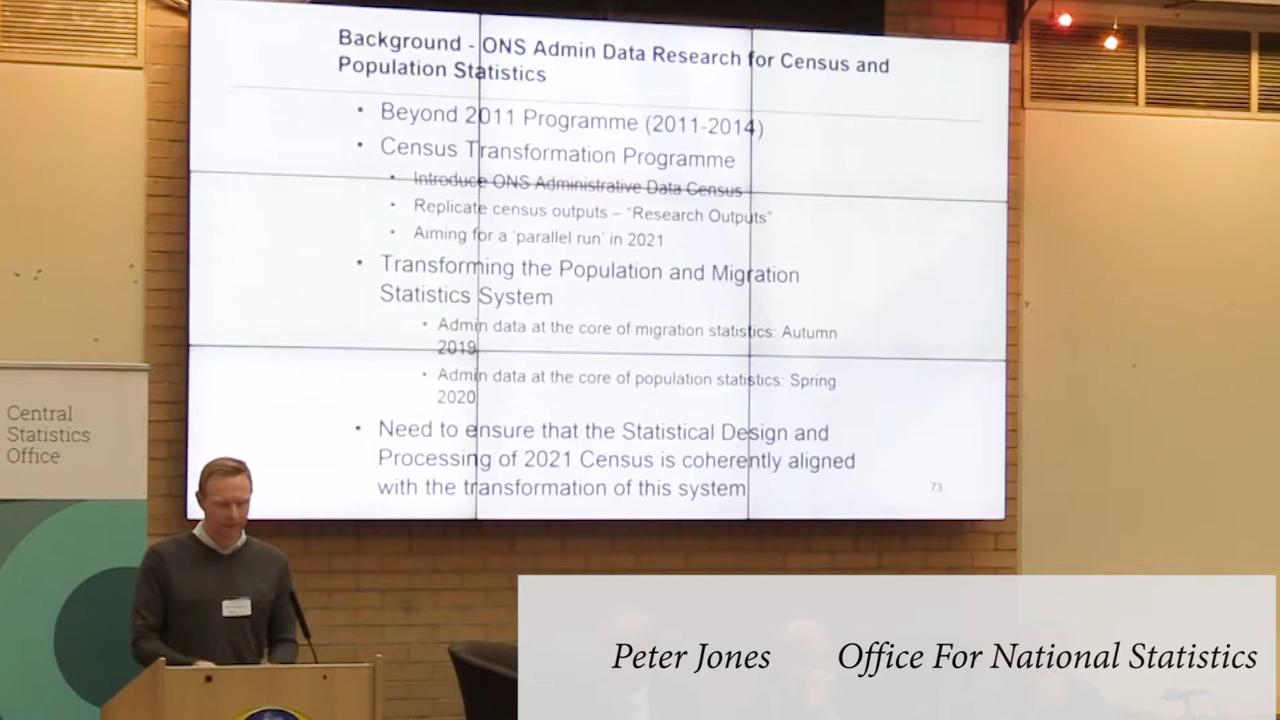 Background - ONS Admin Data Research for Census and
Population Statistics
• Beyond 2011 Programme (2011-2014)
• Census Transformation Programme
• Introduce ONS Administrative Data Census
• Replicate census outputs – "Research Outputs"
• Aiming for a 'parallel run' in 2021
• Transforming the Population and Migration
Statistics System
• Admin data at the core of migration statistics: Autumn
2019
• Admin data at the core of population statistics: Spring
2020
• Need to ensure that the Statistical Design and
Processing of 2021 Census is coherently aligned
with the transformation of this system
73
Central
Statistics
Office
Peter Jones Office For National Statistics